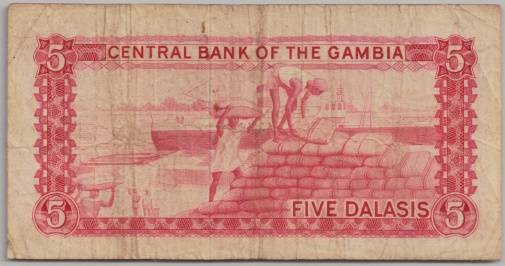 5 CENTRAL BANK OF THE GAMBIA 5
5 FIVE DALASIS 5